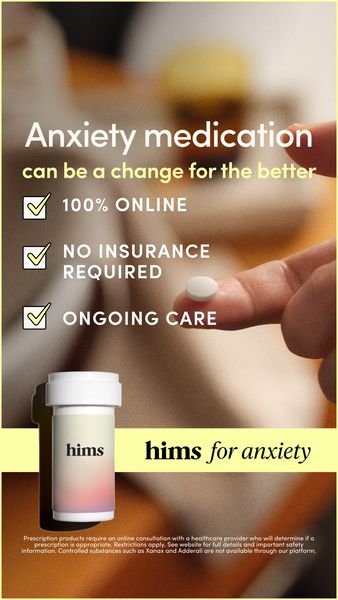 Anxiety medication
can be a change for the better
100% ONLINE
NO INSURANCE
REQUIRED
ONGOING CARE
hims
hims for anxiety
Prescription products require an online consultation with a healthcare provider who will determine if a
prescription is appropriate. Restrictions apply. See website for full details and important safety
information. Controlled substances such as Xanax and Adderall are not available through our platform.